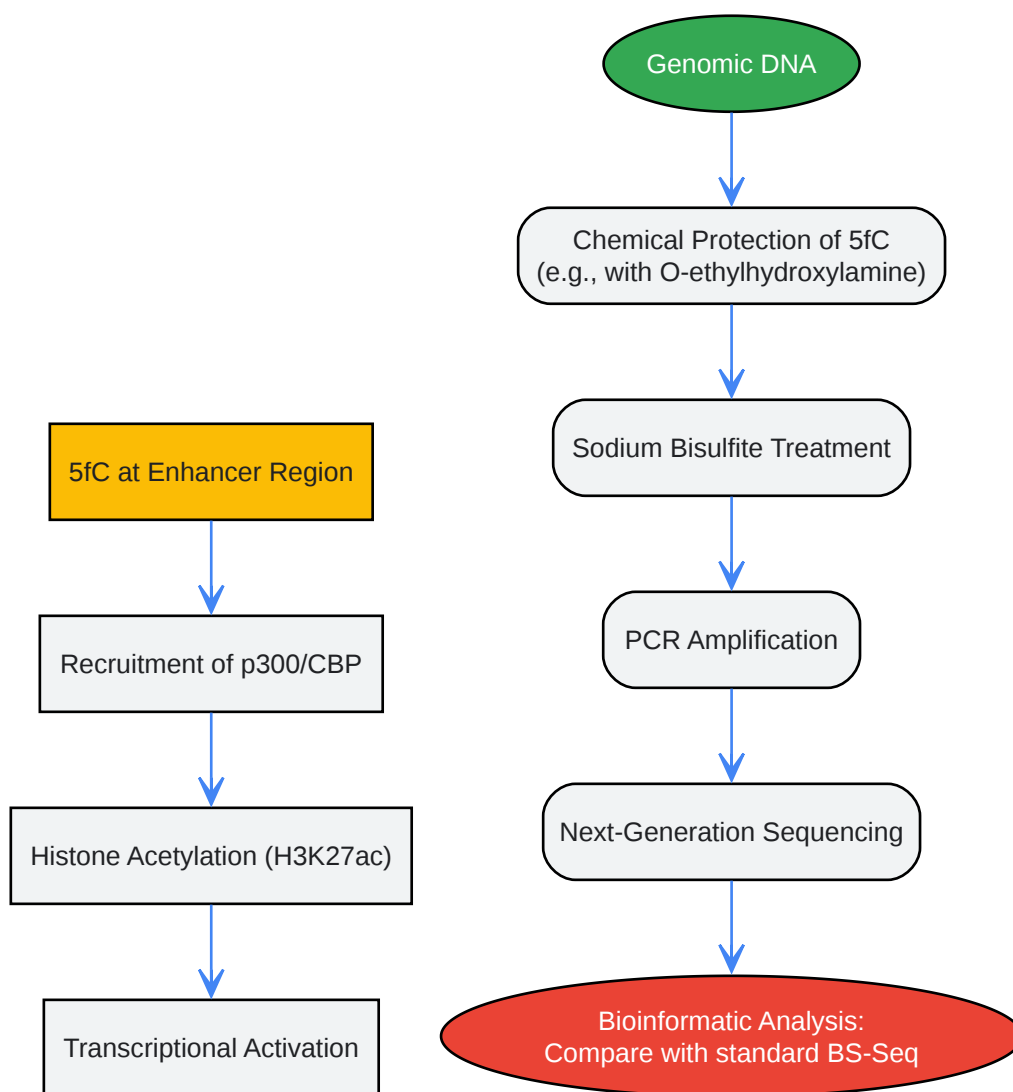 5fC at Enhancer Region
Recruitment of p300/CBP
Histone Acetylation (H3K27ac)
Transcriptional Activation
Genomic DNA
Chemical Protection of 5fC
(e.g., with O-ethylhydroxylamine)
Sodium Bisulfite Treatment
PCR Amplification
Next-Generation Sequencing
Bioinformatic Analysis:
Compare with standard BS-Seq